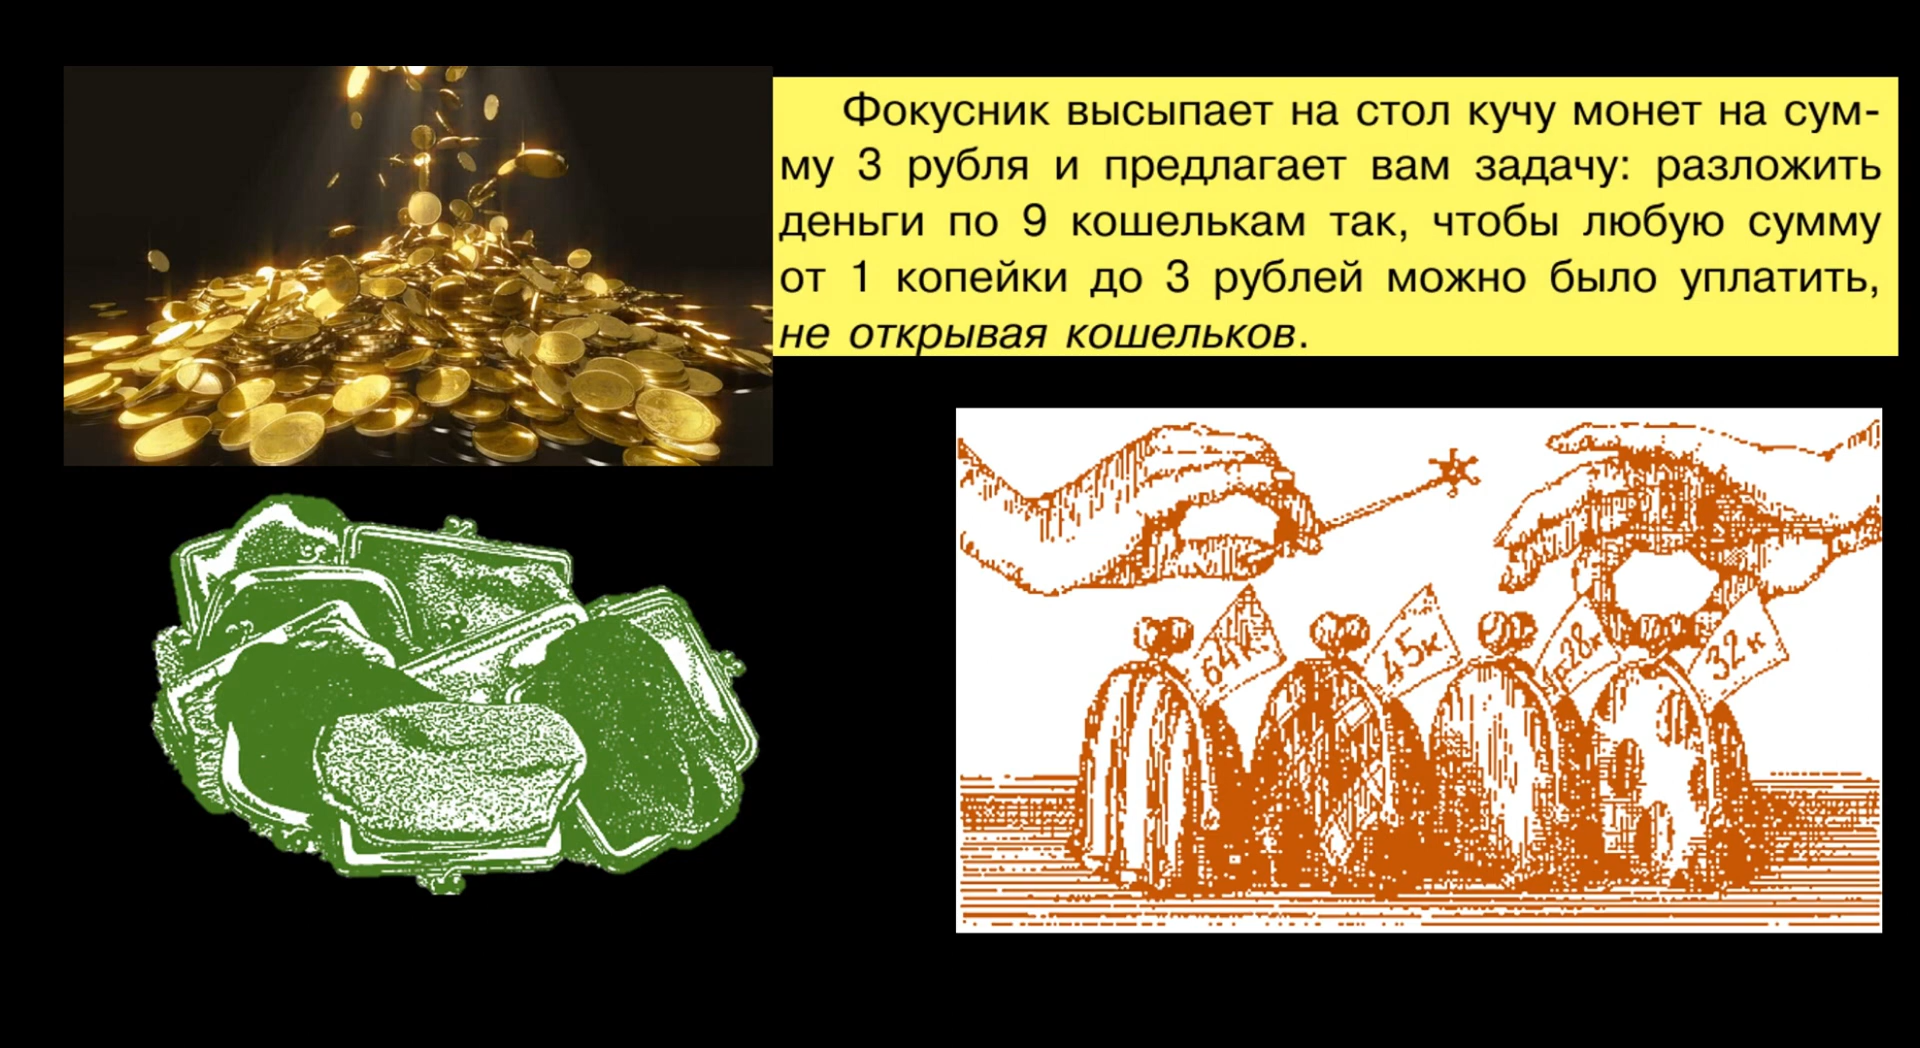 Фокусник высыпает на стол кучу монет на сум-
му 3 рубля и предлагает вам задачу: разложить
деньги по 9 кошелькам так, чтобы любую сумму
от 1 копейки до 3 рублей можно было уплатить,
не открывая кошельков.
64к. 45к 28к 32к